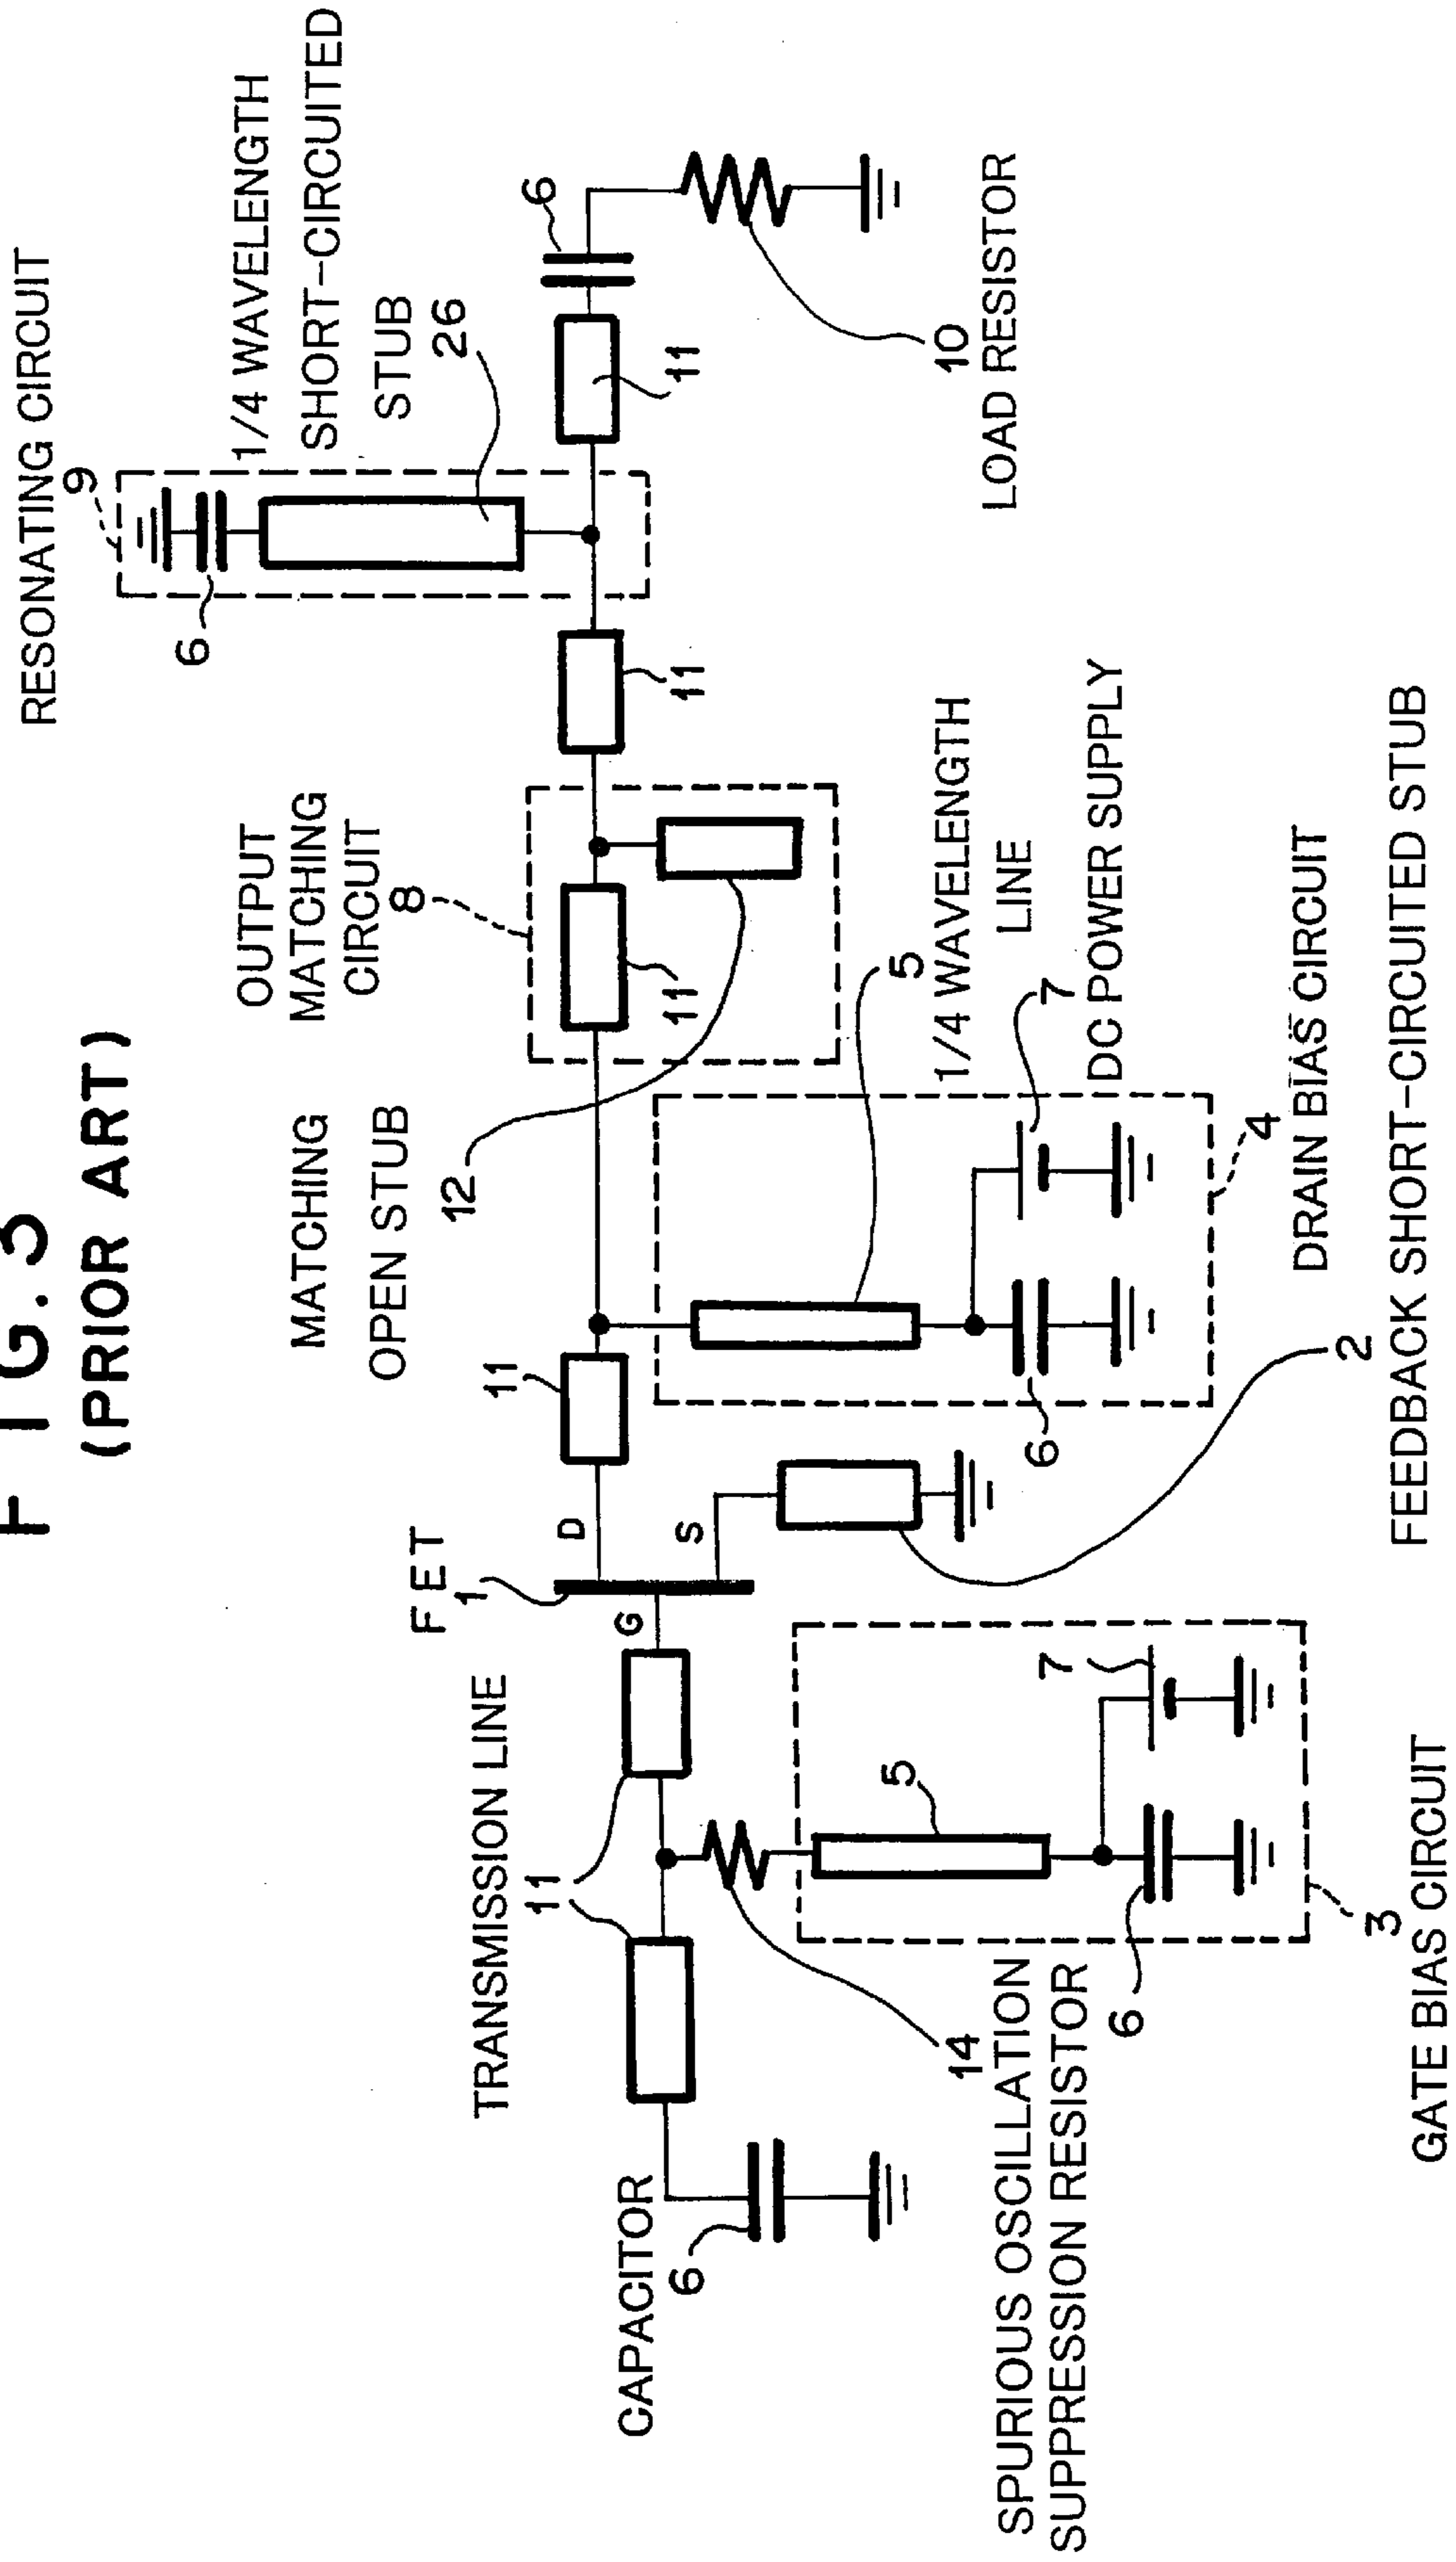 FIG. 3
(PRIOR ART)
RESONATING CIRCUIT
9
1/4 WAVELENGTH
SHORT-CIRCUITED
STUB
26
6
6
OUTPUT
MATCHING
CIRCUIT
8
MATCHING
OPEN STUB
12
FET
1
G
D
S
TRANSMISSION LINE
11
11
11
11
11
11
CAPACITOR
6
10
LOAD RESISTOR
5
1/4 WAVELENGTH
LINE
7
DC POWER SUPPLY
6
4
DRAIN BIAS CIRCUIT
2
FEEDBACK SHORT-CIRCUITED STUB
14
SPURIOUS OSCILLATION
SUPPRESSION RESISTOR
5
7
6
3
GATE BIAS CIRCUIT